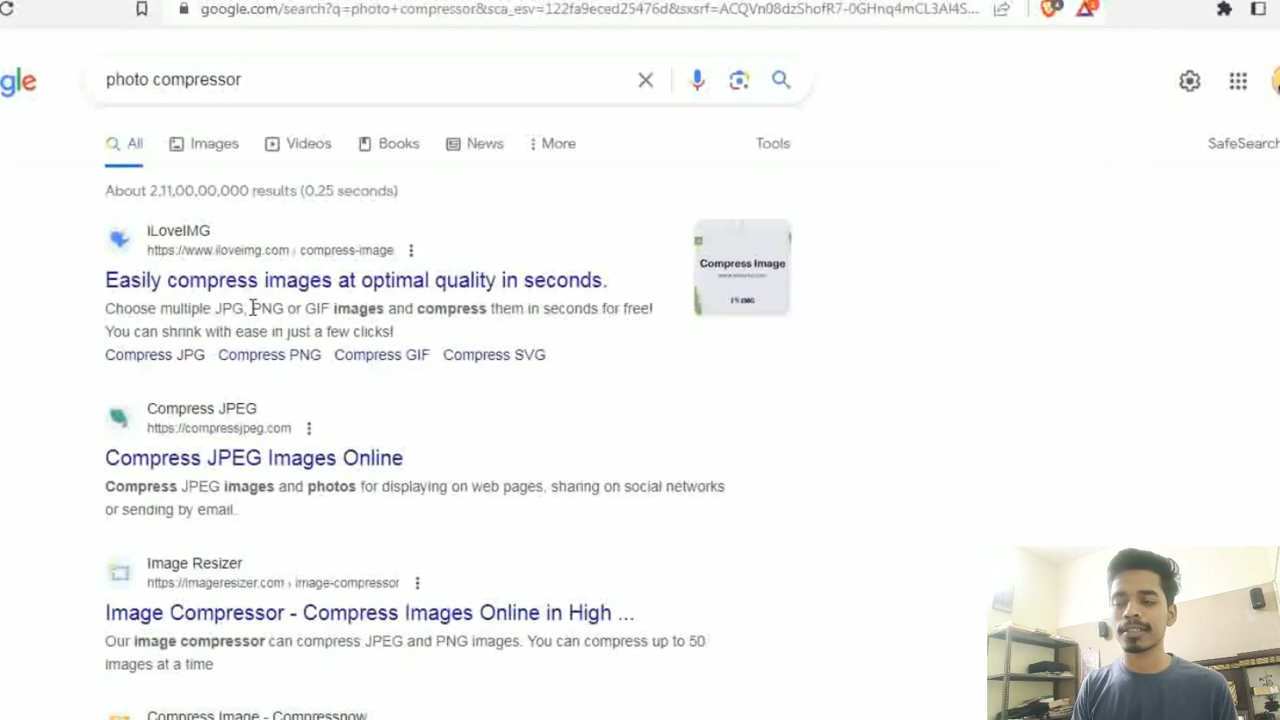 google.com/search?q=photo+compressor&sca_esv=122fa9eced25476d&sxsrf=ACQVn08dzShofR7-0GHnq4mCL3Al4S...
gle
photo compressor
All
Images
Videos
Books
News
More
Tools
SafeSearch
About 2,11,00,00,000 results (0.25 seconds)
iLoveIMG
https://www.iloveimg.com › compress-image
Easily compress images at optimal quality in seconds.
Choose multiple JPG, PNG or GIF images and compress them in seconds for free!
You can shrink with ease in just a few clicks!
Compress JPG
Compress PNG
Compress GIF
Compress SVG
Compress Image
Compress JPEG
https://compressjpeg.com
Compress JPEG Images Online
Compress JPEG images and photos for displaying on web pages, sharing on social networks
or sending by email.
Image Resizer
https://imageresizer.com › image-compressor
Image Compressor - Compress Images Online in High ...
Our image compressor can compress JPEG and PNG images. You can compress up to 50
images at a time
Compress Image - Compressnow